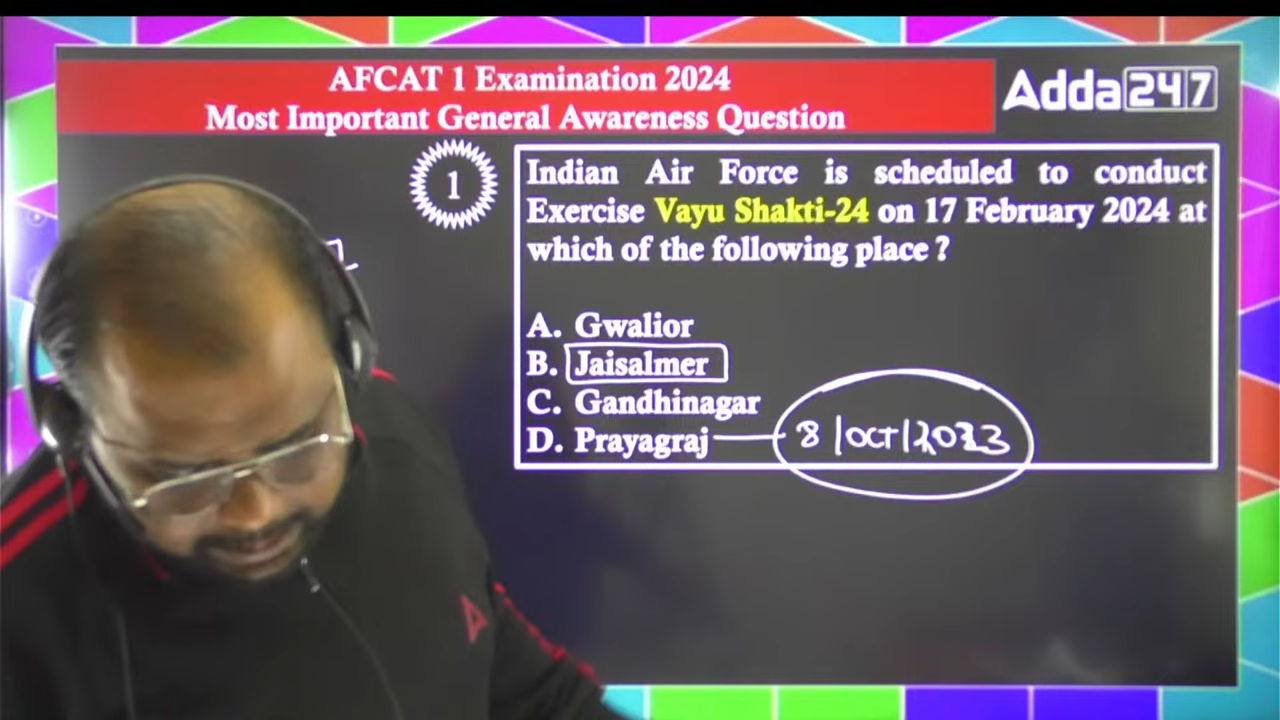 AFCAT 1 Examination 2024
Most Important General Awareness Question
Adda247
1
Indian Air Force is scheduled to conduct
Exercise Vayu Shakti-24 on 17 February 2024 at
which of the following place ?
A. Gwalior
B. Jaisalmer
C. Gandhinagar
D. Prayagraj
8/OCT/2023